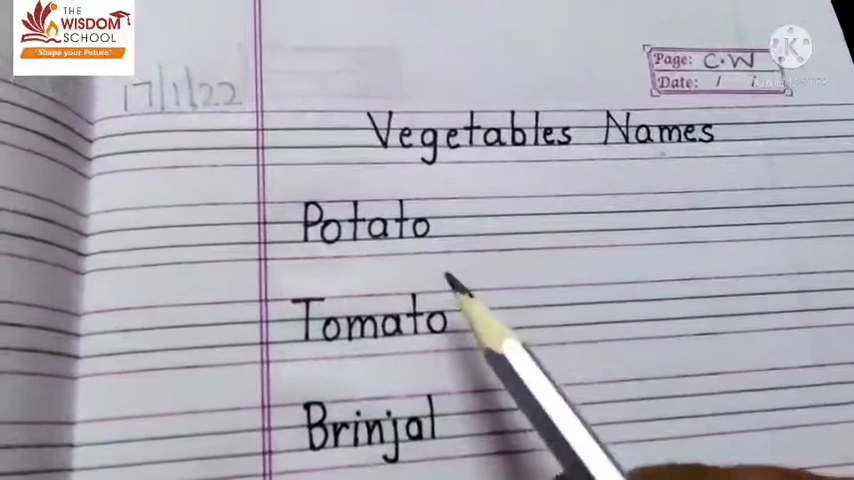 THE
WISDOM
SCHOOL
"Shape your Future"
17/1/22
Page: C.W
Date: / /
K
Vegetables Names
Potato
Tomato
Brinjal